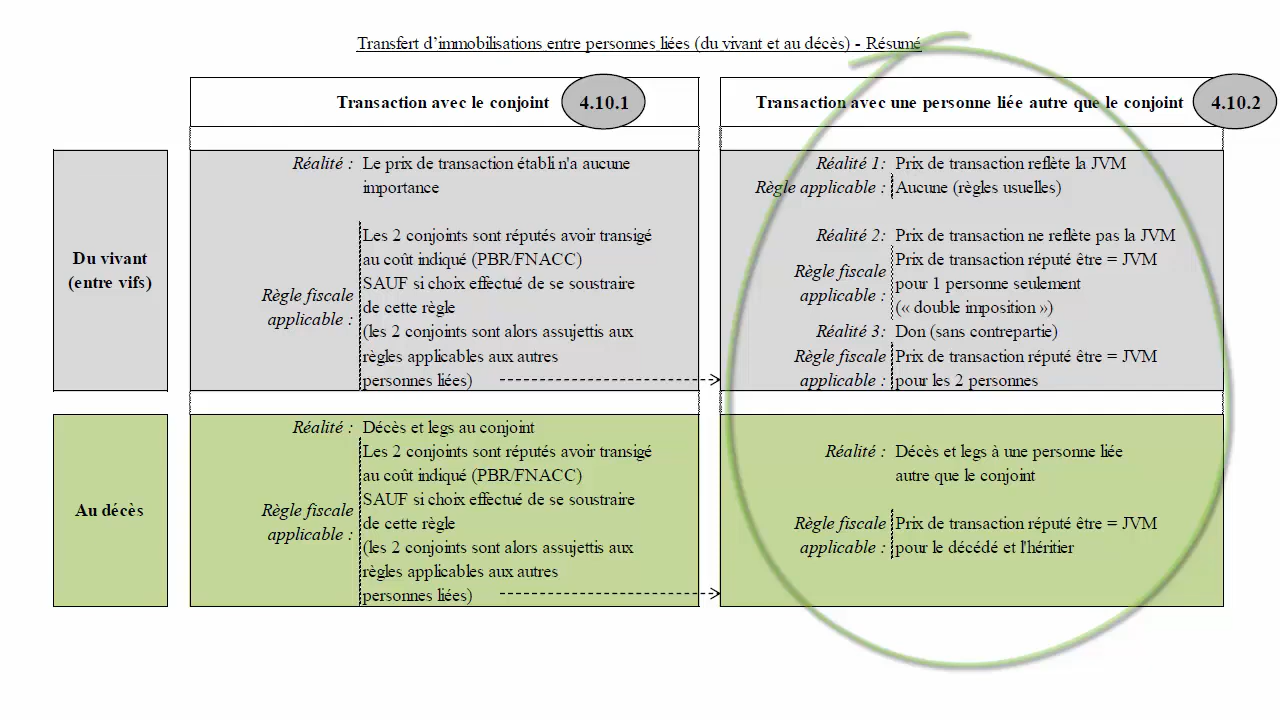 Transfert d’immobilisations entre personnes liées (du vivant et au décès) - Résumé
Transaction avec le conjoint 4.10.1
Transaction avec une personne liée autre que le conjoint 4.10.2
Du vivant
(entre vifs)
Réalité : Le prix de transaction établi n'a aucune
importance
Règle fiscale
applicable :
Les 2 conjoints sont réputés avoir transigé
au coût indiqué (PBR/FNACC)
SAUF si choix effectué de se soustraire
de cette règle
(les 2 conjoints sont alors assujettis aux
règles applicables aux autres
personnes liées)
Réalité 1: Prix de transaction reflète la JVM
Règle applicable : Aucune (règles usuelles)
Réalité 2: Prix de transaction ne reflète pas la JVM
Règle fiscale
applicable :
Prix de transaction réputé être = JVM
pour 1 personne seulement
(« double imposition »)
Réalité 3: Don (sans contrepartie)
Règle fiscale Prix de transaction réputé être = JVM
applicable : pour les 2 personnes
Au décès
Réalité : Décès et legs au conjoint
Règle fiscale
applicable :
Les 2 conjoints sont réputés avoir transigé
au coût indiqué (PBR/FNACC)
SAUF si choix effectué de se soustraire
de cette règle
(les 2 conjoints sont alors assujettis aux
règles applicables aux autres
personnes liées)
Réalité : Décès et legs à une personne liée
autre que le conjoint
Règle fiscale Prix de transaction réputé être = JVM
applicable : pour le décédé et l'héritier